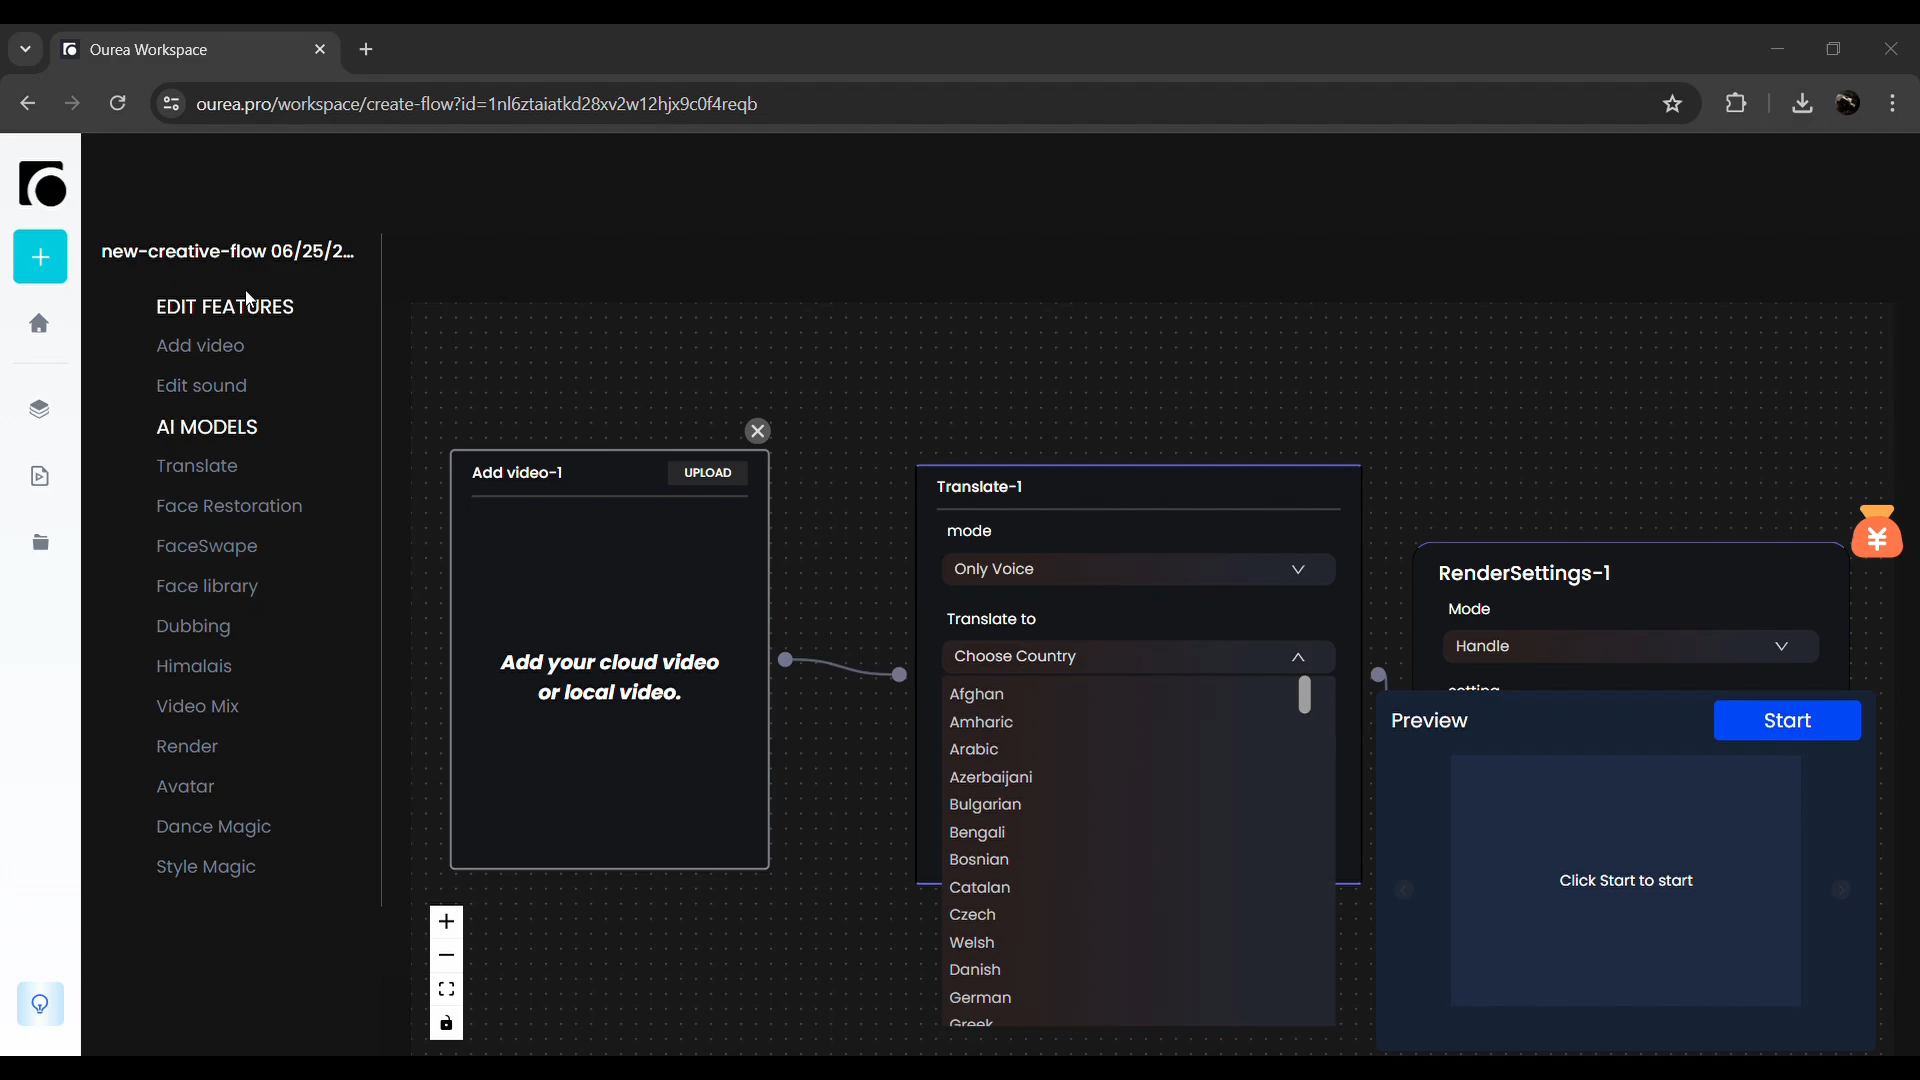 Ourea Workspace
ourea.pro/workspace/create-flow?id=1nl6ztaiatkd28xv2w12hjx9c0f4reqb
new-creative-flow 06/25/2...
EDIT FEATURES
Add video
Edit sound
AI MODELS
Translate
Face Restoration
FaceSwape
Face library
Dubbing
Himalais
Video Mix
Render
Avatar
Dance Magic
Style Magic
Add video-1
UPLOAD
Add your cloud video
or local video.
Translate-1
mode
Only Voice
Translate to
Choose Country
Afghan
Amharic
Arabic
Azerbaijani
Bulgarian
Bengali
Bosnian
Catalan
Czech
Welsh
Danish
German
Greek
RenderSettings-1
Mode
Handle
setting
Preview
Start
Click Start to start
¥